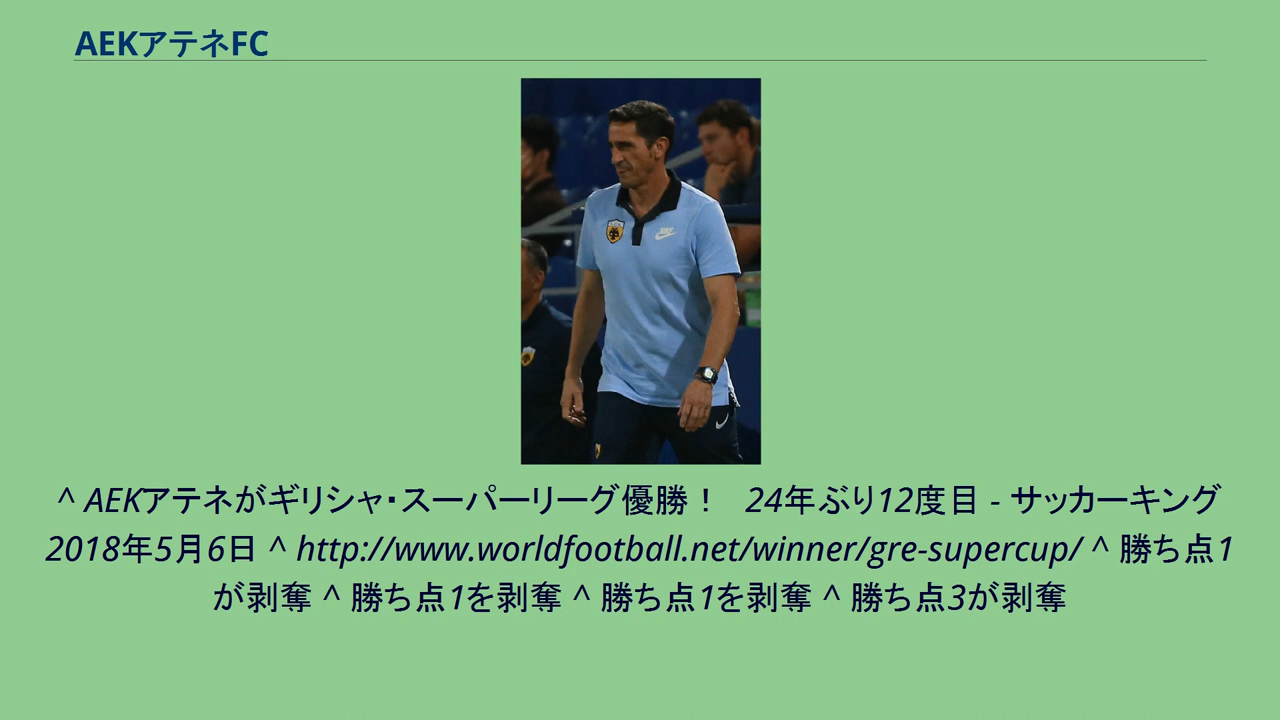 AEKアテネFC
^ AEKアテネがギリシャ・スーパーリーグ優勝！　24年ぶり12度目 - サッカーキング
2018年5月6日 ^ http://www.worldfootball.net/winner/gre-supercup/ ^ 勝ち点1
が剥奪 ^ 勝ち点1を剥奪 ^ 勝ち点1を剥奪 ^ 勝ち点3が剥奪